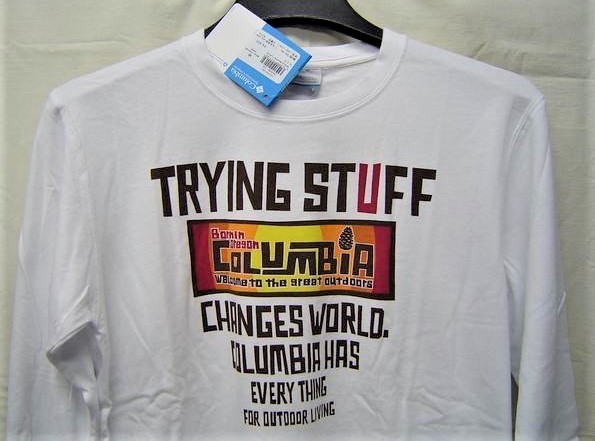 Columbia
TRYING STUFF
Born in
Oregon
COLUMBIA
Welcome to the great outdoors
CHANGES WORLD.
COLUMBIA HAS
EVERY THING
FOR OUTDOOR LIVING